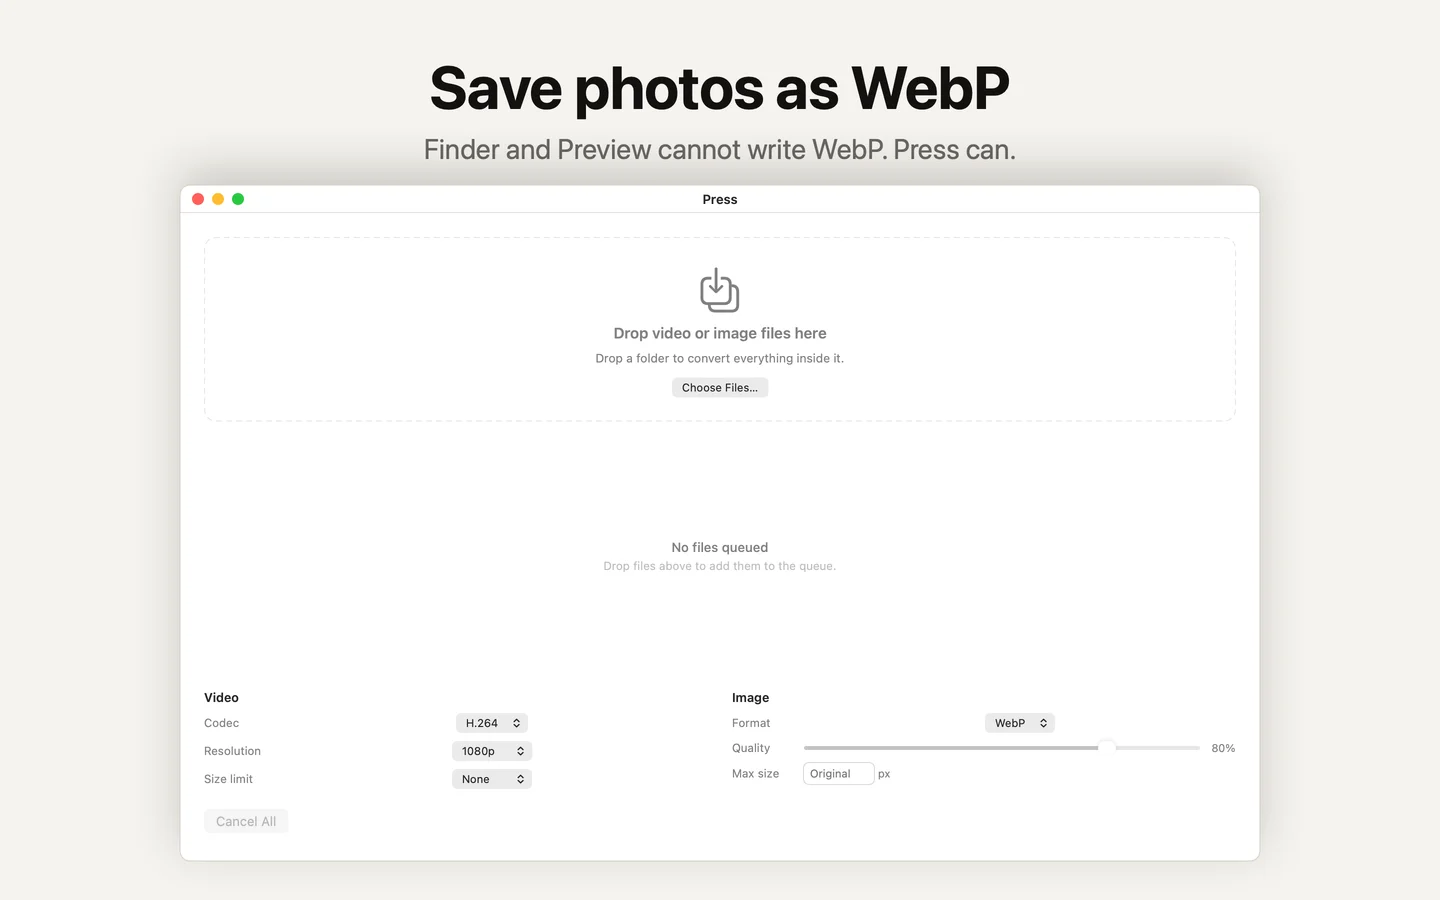 Save photos as WebP
Finder and Preview cannot write WebP. Press can.
Press
Drop video or image files here
Drop a folder to convert everything inside it.
Choose Files...
No files queued
Drop files above to add them to the queue.
Video
Codec
H.264
Resolution
1080p
Size limit
None
Cancel All
Image
Format
WebP
Quality
80%
Max size
Original
px